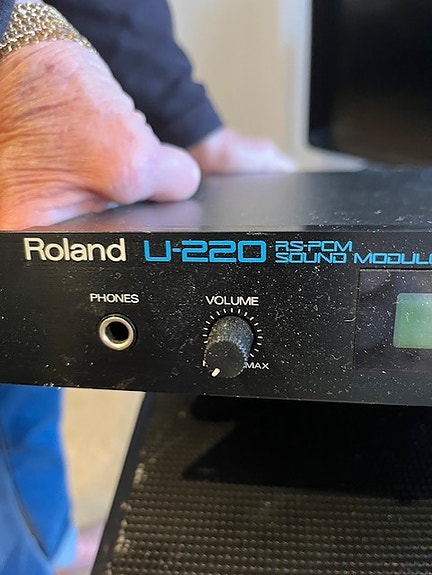 Roland U-220 RS-PCM
SOUND MODULE
PHONES
VOLUME
MAX